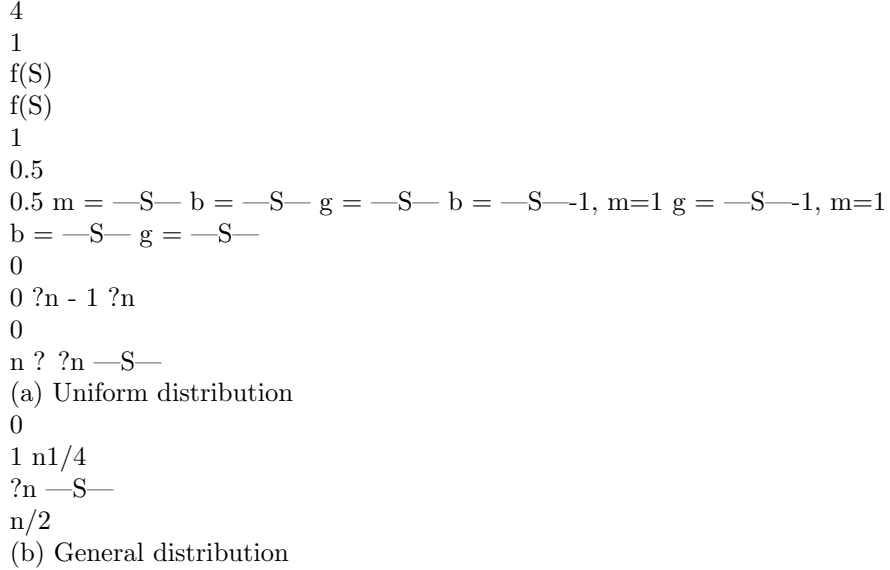 4
1
f(S)
f(S)
1
0.5
0.5 m = —S— b = —S— g = —S— b = —S—-1, m=1 g = —S—-1, m=1
b = —S— g = —S—
0
0 ?n - 1 ?n
0
n ? ?n —S—
(a) Uniform distribution
0
1 n1/4
?n —S—
n/2
(b) General distribution